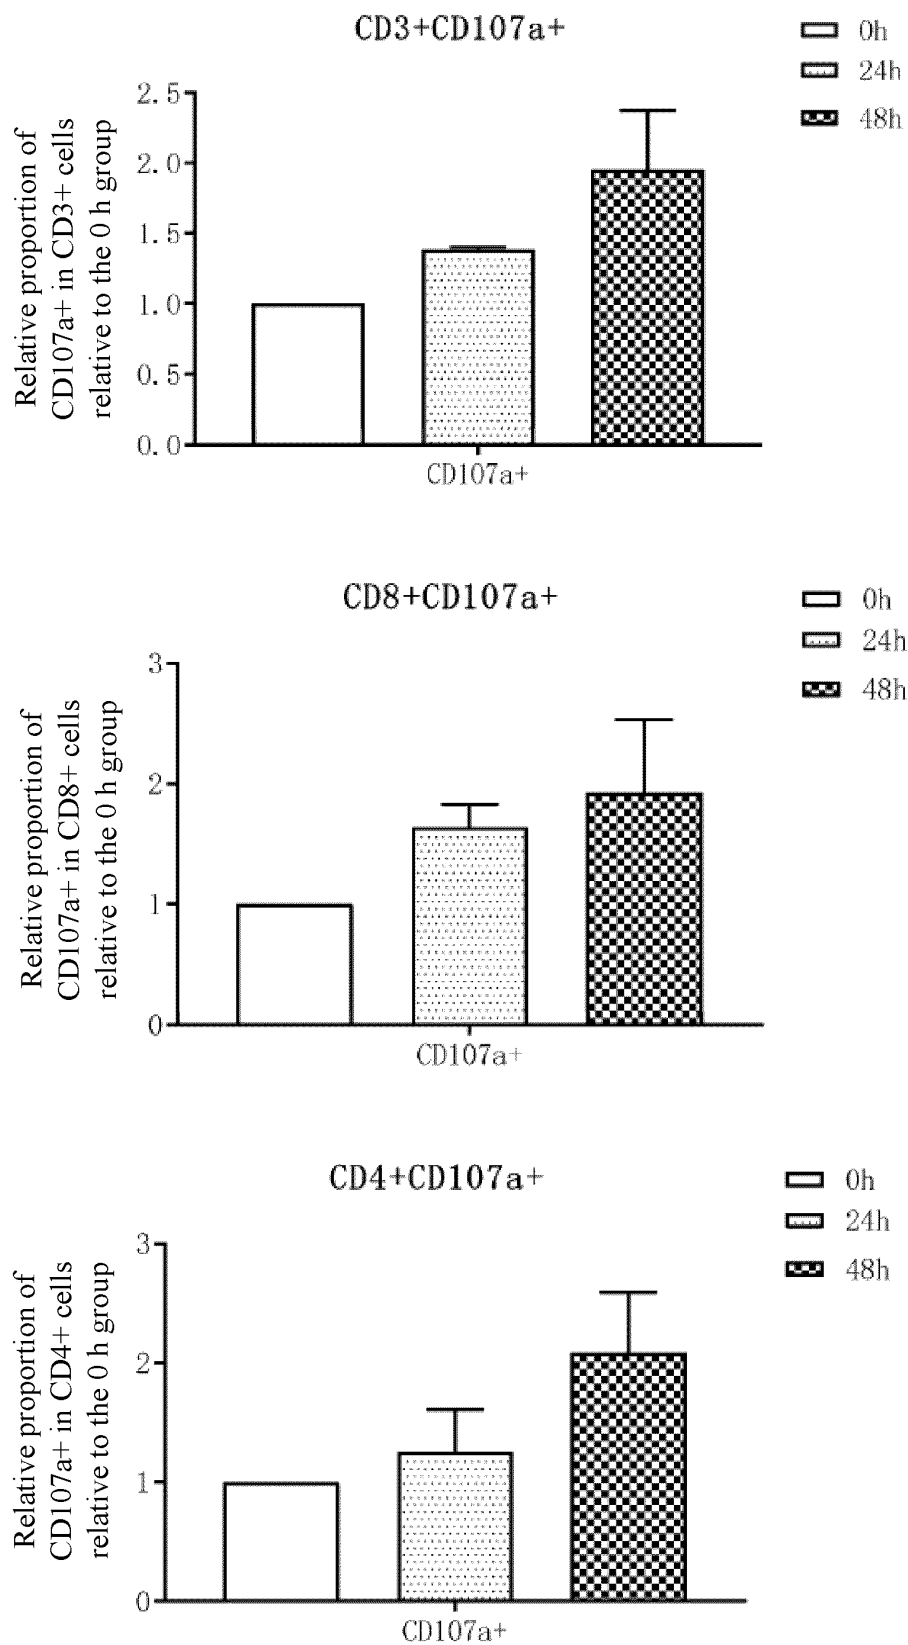 CD3+CD107a+
0h
24h
48h
Relative proportion of
CD107a+ in CD3+ cells
relative to the 0 h group
2.5
2.0
1.5
1.0
0.5
0.0
CD107a+
CD8+CD107a+
0h
24h
48h
Relative proportion of
CD107a+ in CD8+ cells
relative to the 0 h group
3
2
1
0
CD107a+
CD4+CD107a+
0h
24h
48h
Relative proportion of
CD107a+ in CD4+ cells
relative to the 0 h group
3
2
1
0
CD107a+